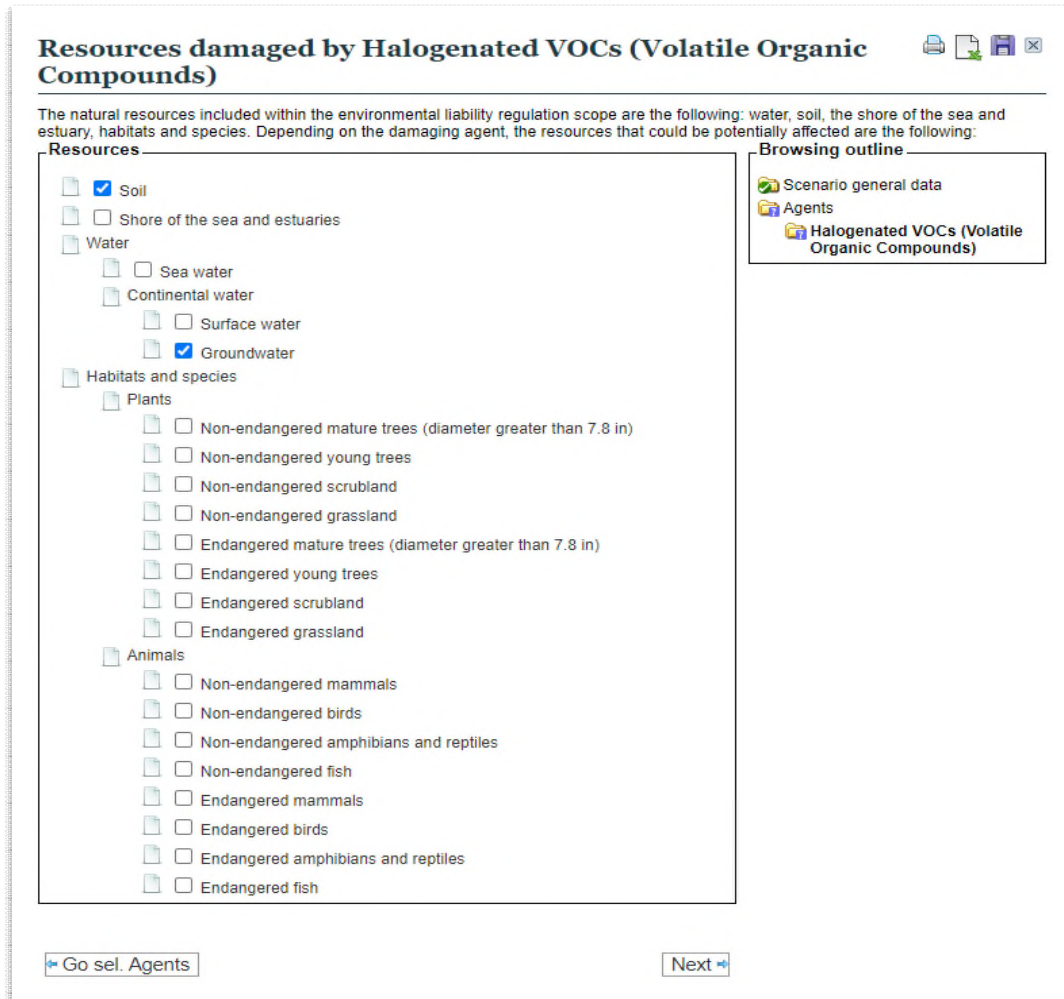 Resources damaged by Halogenated VOCs (Volatile Organic
Compounds)
The natural resources included within the environmental liability regulation scope are the following: water, soil, the shore of the sea and
estuary, habitats and species. Depending on the damaging agent, the resources that could be potentially affected are the following:
Resources
Soil
Shore of the sea and estuaries
Water
Sea water
Continental water
Surface water
Groundwater
Habitats and species
Plants
Non-endangered mature trees (diameter greater than 7.8 in)
Non-endangered young trees
Non-endangered scrubland
Non-endangered grassland
Endangered mature trees (diameter greater than 7.8 in)
Endangered young trees
Endangered scrubland
Endangered grassland
Animals
Non-endangered mammals
Non-endangered birds
Non-endangered amphibians and reptiles
Non-endangered fish
Endangered mammals
Endangered birds
Endangered amphibians and reptiles
Endangered fish
Browsing outline
Scenario general data
Agents
Halogenated VOCs (Volatile
Organic Compounds)
Go sel. Agents
Next